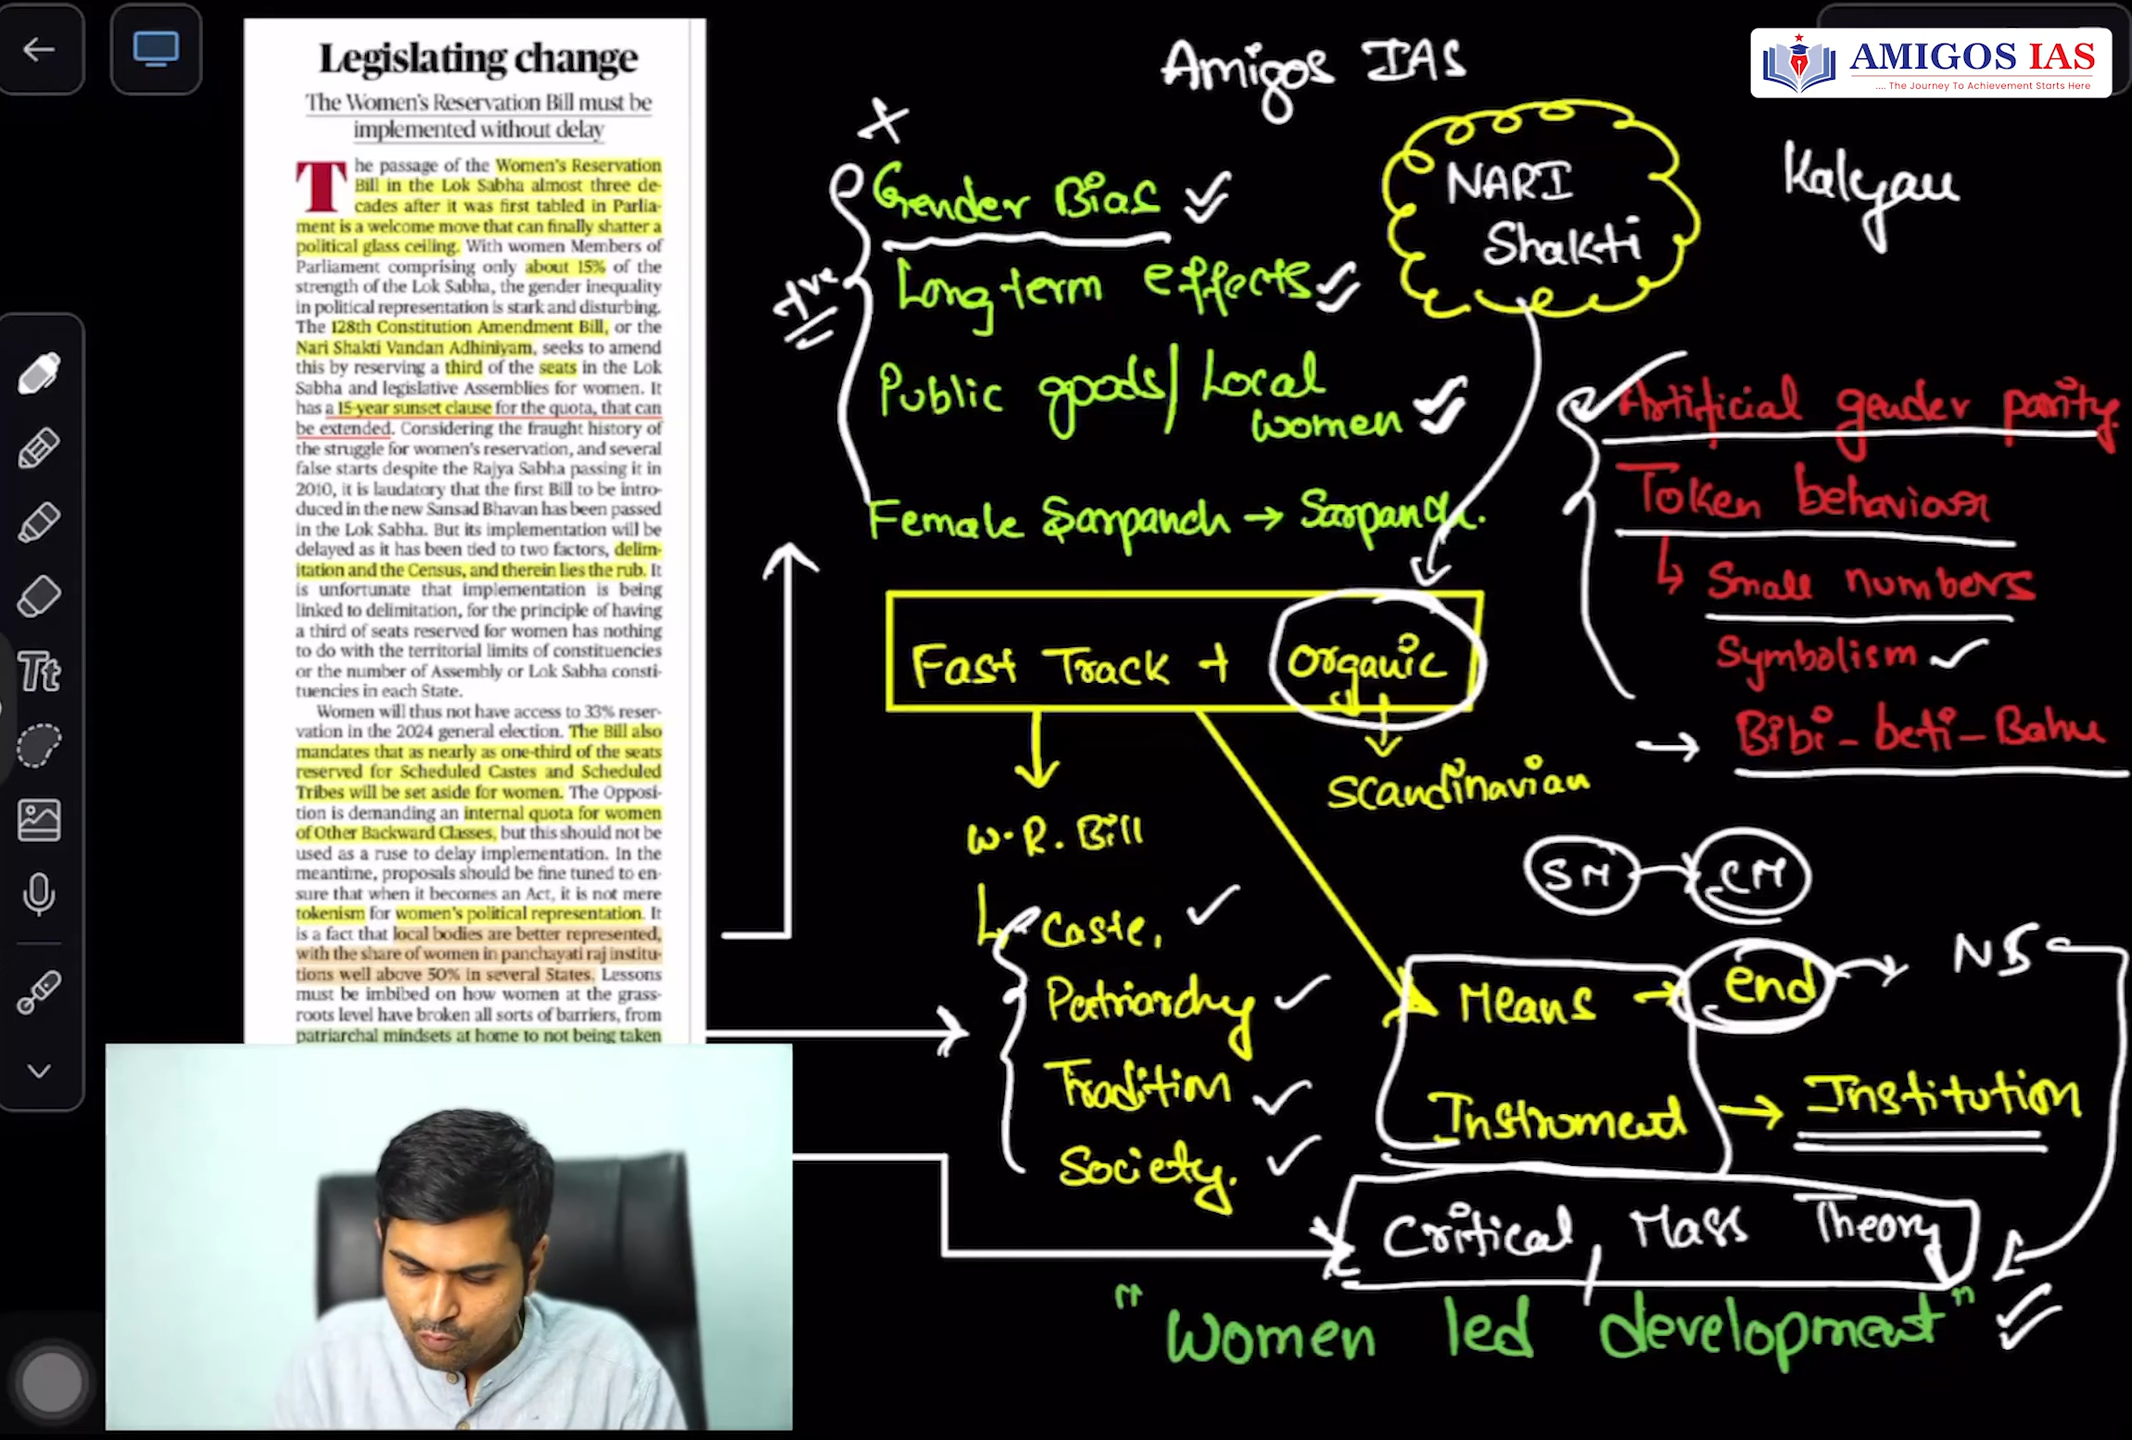 Legislating change
The Women's Reservation Bill must be
implemented without delay
The passage of the Women's Reservation
Bill in the Lok Sabha almost three de-
cades after it was first tabled in Parlia-
ment is a welcome move that can finally shatter a
political glass ceiling. With women Members of
Parliament comprising only about 15% of the
strength of the Lok Sabha, the gender inequality
in political representation is stark and disturbing.
The 128th Constitution Amendment Bill, or the
Nari Shakti Vandan Adhiniyam, seeks to amend
this by reserving a third of the seats in the Lok
Sabha and legislative Assemblies for women. It
has a 15-year sunset clause for the quota, that can
be extended. Considering the fraught history of
the struggle for women's reservation, and several
false starts despite the Rajya Sabha passing it in
2010, it is laudatory that the first Bill to be intro-
duced in the new Sansad Bhavan has been passed
in the Lok Sabha. But its implementation will be
delayed as it has been tied to two factors, delim-
itation and the Census, and therein lies the rub. It
is unfortunate that implementation is being
linked to delimitation, for the principle of having
a third of seats reserved for women has nothing
to do with the territorial limits of constituencies
or the number of Assembly or Lok Sabha consti-
tuencies in each State.
Women will thus not have access to 33% reser-
vation in the 2024 general election. The Bill also
mandates that as nearly as one-third of the seats
reserved for Scheduled Castes and Scheduled
Tribes will be set aside for women. The Opposi-
tion is demanding an internal quota for women
of Other Backward Classes, but this should not be
used as a ruse to delay implementation. In the
meantime, proposals should be fine tuned to en-
sure that when it becomes an Act, it is not mere
tokenism for women's political representation. It
is a fact that local bodies are better represented,
with the share of women in panchayati raj institu-
tions well above 50% in several States. Lessons
must be imbibed on how women at the grass-
roots level have broken all sorts of barriers, from
patriarchal mindsets at home to not being taken
Tt
Amigos IAS
AMIGOS IAS
.... The Journey To Achievement Starts Here
NARI
Shakti
Kalyan
+ve
Gender Bias
Long term effects
Public goods/ Local
women
Female Sarpanch → Sarpanch.
Artificial gender parity
Token behaviour
↳ Small numbers
Symbolism
→ Bibi - beti - Bahu
Fast Track + Organic
Scandinavian
W.R. Bill
↳ Caste,
Patriarchy
Tradition
Society.
SM → CM
Means → end → NS
Instrument → Institution
Critical Mass Theory
"Women led development"